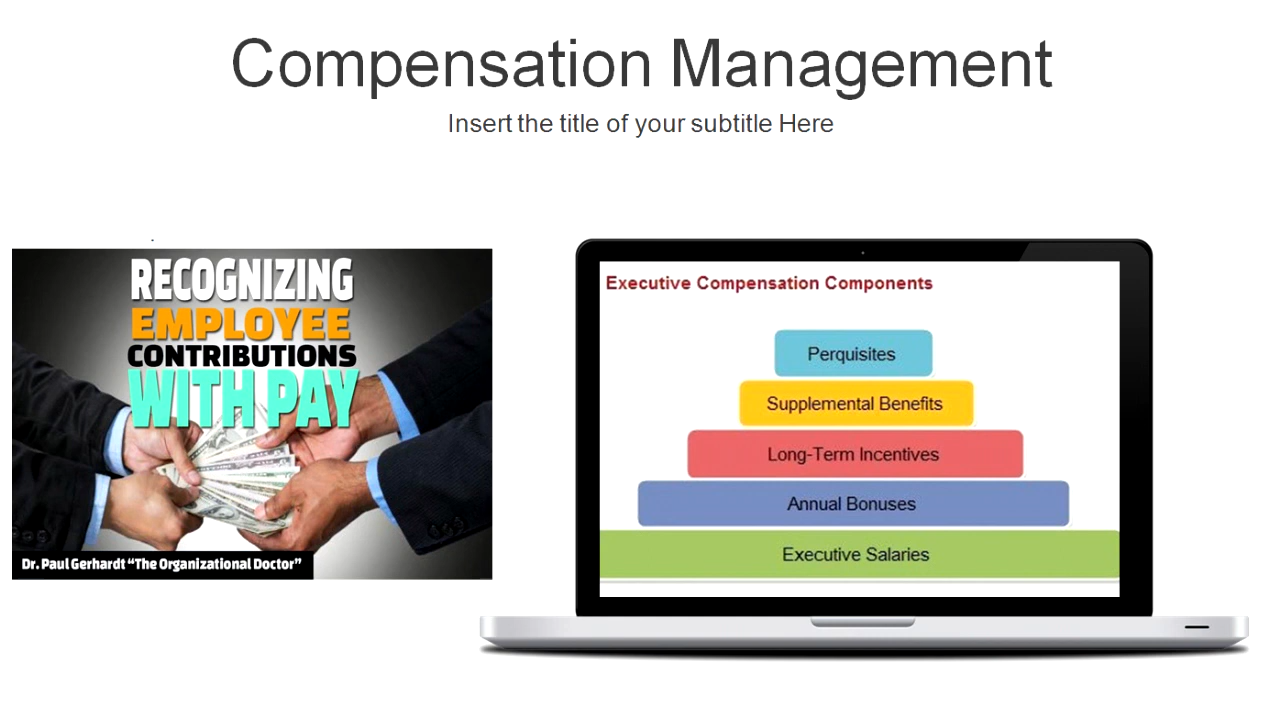 Compensation Management
Insert the title of your subtitle Here
RECOGNIZING
EMPLOYEE
CONTRIBUTIONS
WITH PAY
Dr. Paul Gerhardt “The Organizational Doctor”
Executive Compensation Components
Perquisites
Supplemental Benefits
Long-Term Incentives
Annual Bonuses
Executive Salaries